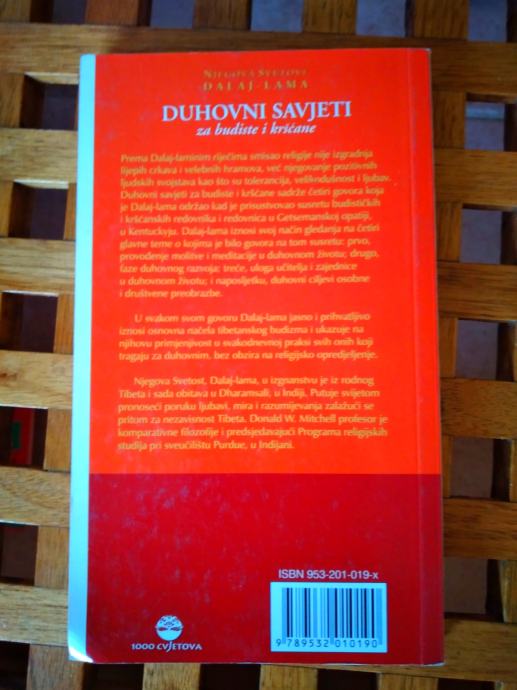 NJEGOVA SVETOST
DALAJ-LAMA
DUHOVNI SAVJETI
za budiste i kršćane
Prema Dalaj-laminim riječima smisao religije nije izgradnja
lijepih crkava i velebnih hramova, već njegovanje pozitivnih
ljudskih svojstava kao što su tolerancija, velikodušnost i ljubav.
Duhovni savjeti za budiste i kršćane sadrže četiri govora koja
je Dalaj-lama održao kad je prisustvovao susretu budističkih
i kršćanskih redovnika i redovnica u Getsemanskoj opatiji,
u Kentuckyju. Dalaj-lama iznosi svoj način gledanja na četiri
glavne teme o kojima je bilo govora na tom susretu: prvo,
provođenje molitve i meditacije u duhovnom životu; drugo,
faze duhovnog razvoja; treće, uloga učitelja i zajednice
u duhovnom životu; i naposljetku, duhovni ciljevi osobne
i društvene preobrazbe.
U svakom svom govoru Dalaj-lama jasno i prihvatljivo
iznosi osnovna načela tibetanskog budizma i ukazuje na
njihovu primjenjivost u svakodnevnoj praksi svih onih koji
tragaju za duhovnim, bez obzira na religijsko opredjeljenje.
Njegova Svetost, Dalaj-lama, u izgnanstvu je iz rodnog
Tibeta i sada obitava u Dharamsali, u Indiji. Putuje svijetom
pronoseći poruku ljubavi, mira i razumijevanja zalažući se
pritom za nezavisnost Tibeta. Donald W. Mitchell profesor je
komparativne filozofije i predsjedavajući Programa religijskih
studija pri sveučilištu Purdue, u Indijani.
ISBN 953-201-019-x
9 789532 010190
1000 CVJETOVA